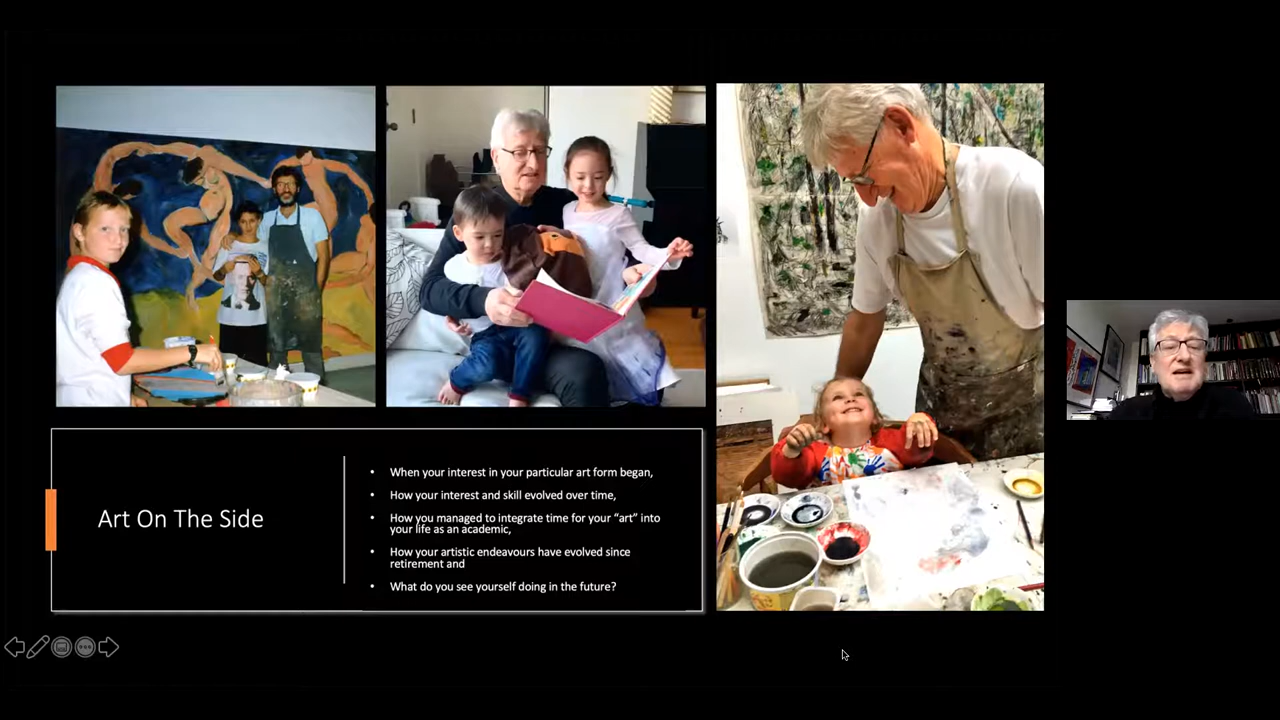 Art On The Side
• When your interest in your particular art form began,
• How your interest and skill evolved over time,
• How you managed to integrate time for your “art” into
your life as an academic,
• How your artistic endeavours have evolved since
retirement and
• What do you see yourself doing in the future?